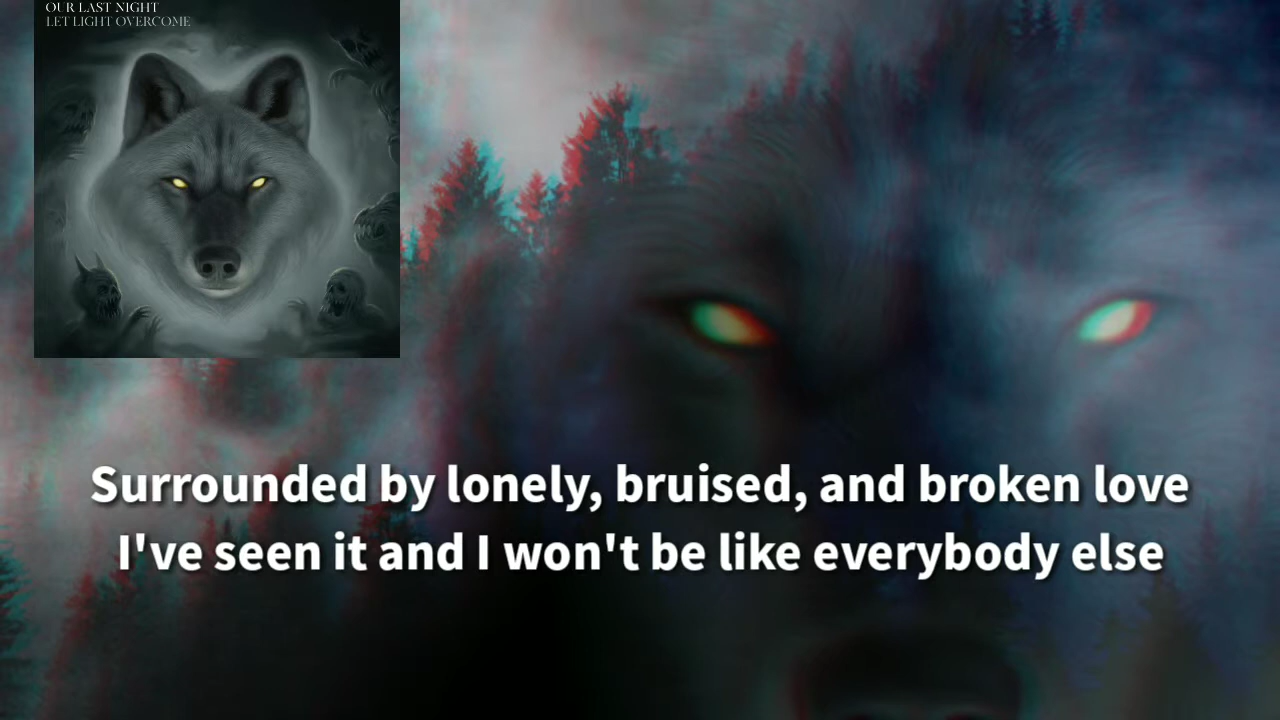 OUR LAST NIGHT
LET LIGHT OVERCOME
Surrounded by lonely, bruised, and broken love
I've seen it and I won't be like everybody else